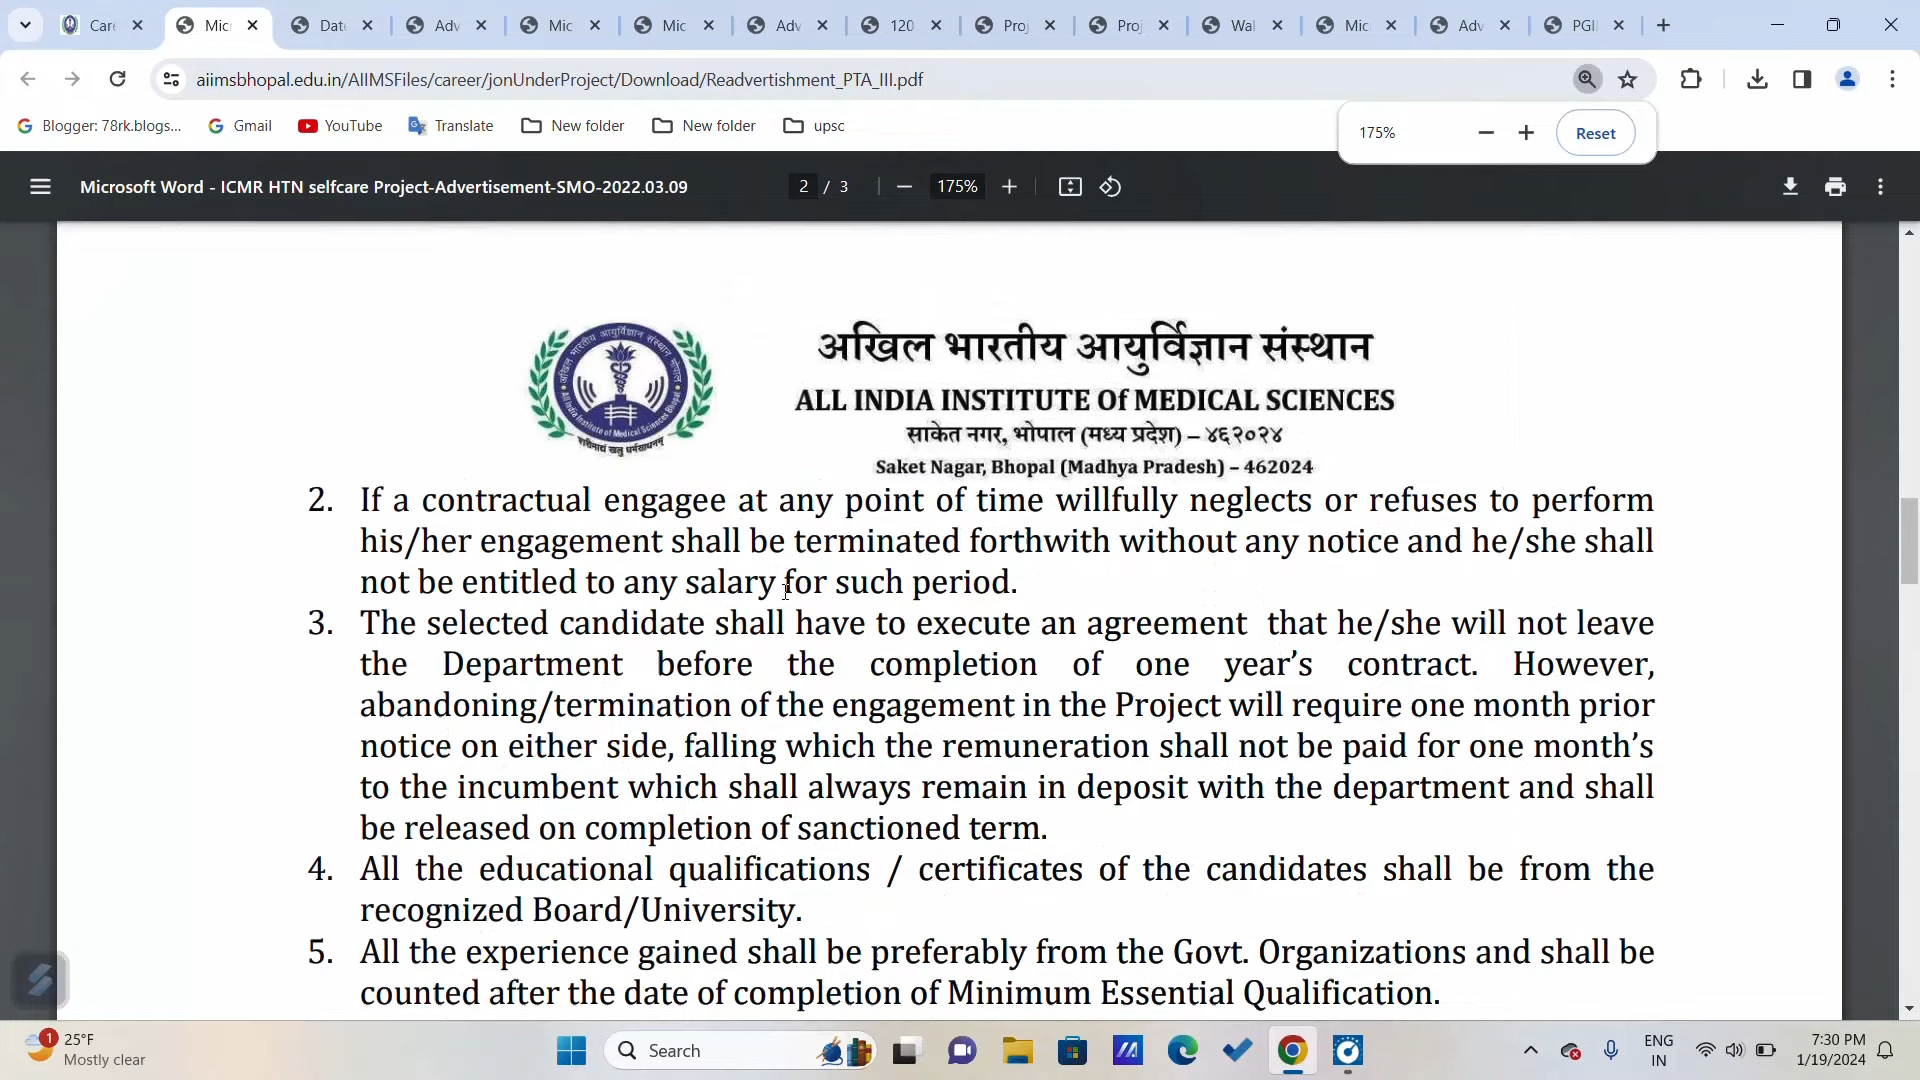 Care
Micr
Date
Adv
Mic
Mic
Adv
120
Proj
Proj
Wal
Mic
Adv
PGI
aiimsbhopal.edu.in/AIIMSFiles/career/jonUnderProject/Download/Readvertishment_PTA_III.pdf
Blogger: 78rk.blogs...
Gmail
YouTube
Translate
New folder
New folder
upsc
175%
Reset
Microsoft Word - ICMR HTN selfcare Project-Advertisement-SMO-2022.03.09
2 / 3
175%
अखिल भारतीय आयुर्विज्ञान संस्थान
ALL INDIA INSTITUTE Of MEDICAL SCIENCES
साकेत नगर, भोपाल (मध्य प्रदेश) – ४६२०२४
Saket Nagar, Bhopal (Madhya Pradesh) – 462024
2. If a contractual engagee at any point of time willfully neglects or refuses to perform
his/her engagement shall be terminated forthwith without any notice and he/she shall
not be entitled to any salary for such period.
3. The selected candidate shall have to execute an agreement that he/she will not leave
the Department before the completion of one year's contract. However,
abandoning/termination of the engagement in the Project will require one month prior
notice on either side, falling which the remuneration shall not be paid for one month's
to the incumbent which shall always remain in deposit with the department and shall
be released on completion of sanctioned term.
4. All the educational qualifications / certificates of the candidates shall be from the
recognized Board/University.
5. All the experience gained shall be preferably from the Govt. Organizations and shall be
counted after the date of completion of Minimum Essential Qualification.
1
25°F
Mostly clear
Search
ENG
IN
7:30 PM
1/19/2024